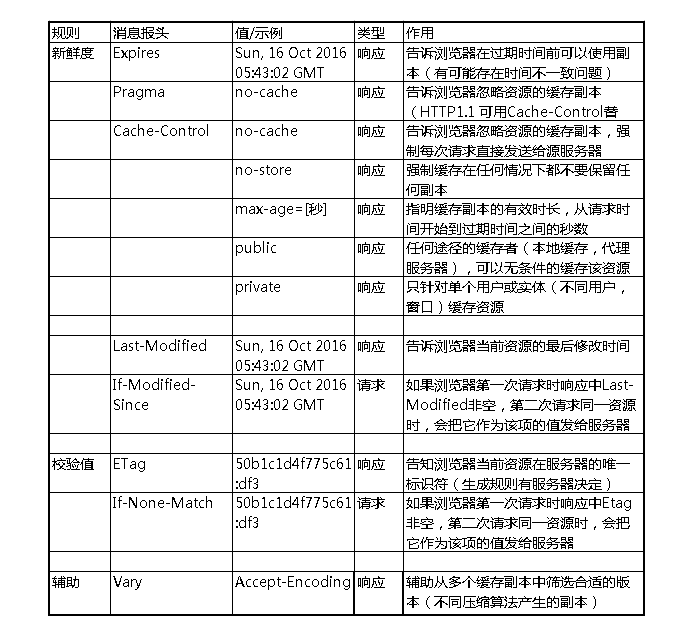 规则 消息报头 值/示例 类型 作用
新鲜度 Expires Sun, 16 Oct 2016 响应 告诉浏览器在过期时间前可以使用副
05:43:02 GMT 本（有可能存在时间不一致问题）
Pragma no-cache 响应 告诉浏览器忽略资源的缓存副本
（HTTP1.1 可用Cache-Control替
Cache-Control no-cache 响应 告诉浏览器忽略资源的缓存副本，强
制每次请求直接发送给源服务器
no-store 响应 强制缓存在任何情况下都不要保留任
何副本
max-age=[秒] 响应 指明缓存副本的有效时长，从请求时
间开始到过期时间之间的秒数
public 响应 任何途径的缓存者（本地缓存，代理
服务器），可以无条件的缓存该资源
private 响应 只针对单个用户或实体（不同用户，
窗口）缓存资源
Last-Modified Sun, 16 Oct 2016 响应 告诉浏览器当前资源的最后修改时间
05:43:02 GMT
If-Modified- Sun, 16 Oct 2016 请求 如果浏览器第一次请求时响应中Last-
Since 05:43:02 GMT Modified非空，第二次请求同一资源
时，会把它作为该项的值发给服务器
校验值 ETag 50b1c1d4f775c61 响应 告知浏览器当前资源在服务器的唯一
:df3 标识符（生成规则有服务器决定）
If-None-Match 50b1c1d4f775c61 请求 如果浏览器第一次请求时响应中Etag
:df3 非空，第二次请求同一资源时，会把
它作为该项的值发给服务器
辅助 Vary Accept-Encoding 响应 辅助从多个缓存副本中筛选合适的版
本（不同压缩算法产生的副本）